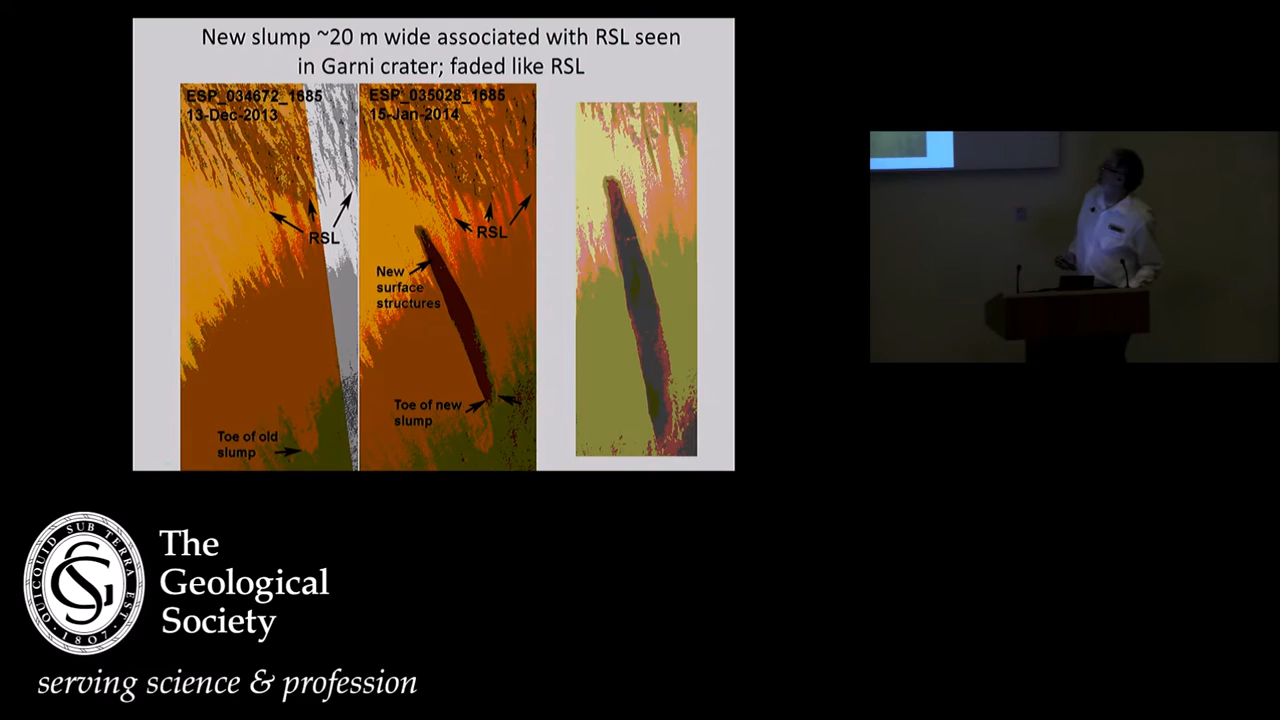 New slump ~20 m wide associated with RSL seen
in Garni crater; faded like RSL
ESP_034672_1685
13-Dec-2013
ESP_035028_1685
15-Jan-2014
RSL
RSL
New
surface
structures
Toe of new
slump
Toe of old
slump
QUICQUID SUB TERRA EST
1807
The
Geological
Society
serving science & profession